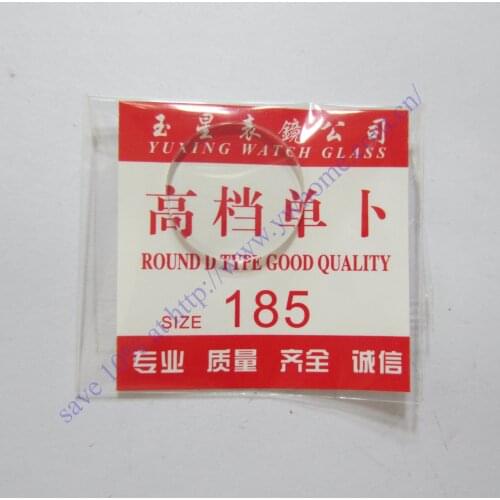 玉星表鏡公司
YUXING WATCH GLASS
高档单卜
ROUND D TYPE GOOD QUALITY
SIZE 185
专业 质量 齐全 诚信